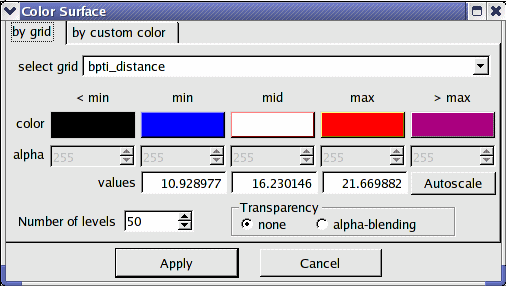 Color Surface
by grid by custom color
select grid bpti_distance
< min min mid max > max
color
alpha 255 255 255 255 255
values 10.928977 16.230146 21.669882 Autoscale
Transparency
Number of levels 50 none alpha-blending
Apply Cancel